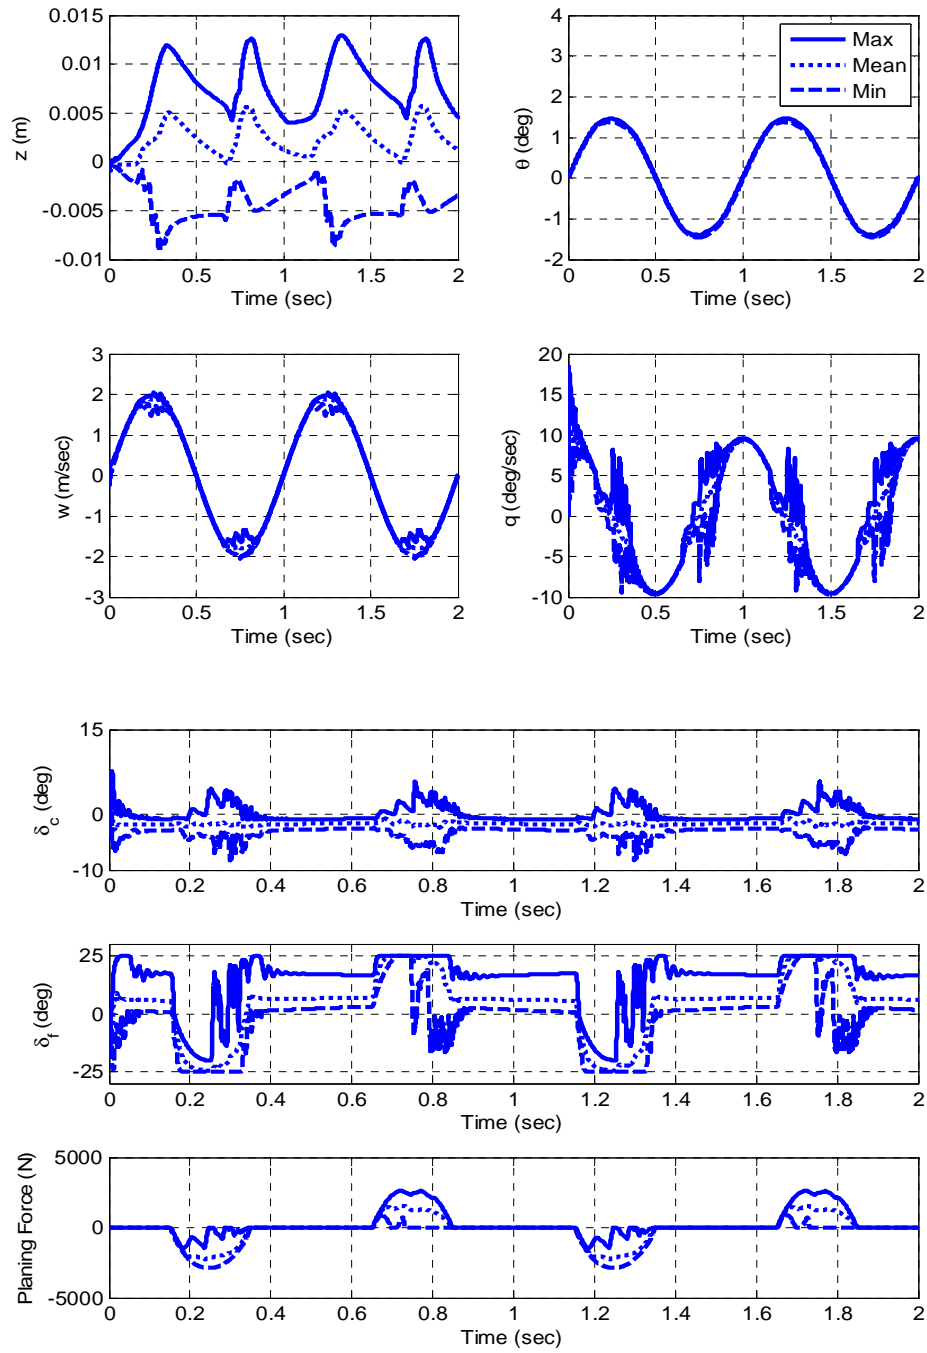 0.015
0.01
0.005
0
-0.005
-0.01
z (m)
0 0.5 1 1.5 2
Time (sec)
4
3
2
1
0
-1
-2
θ (deg)
Max
Mean
Min
0 0.5 1 1.5 2
Time (sec)
3
2
1
0
-1
-2
-3
w (m/sec)
0 0.5 1 1.5 2
Time (sec)
20
15
10
5
0
-5
-10
q (deg/sec)
0 0.5 1 1.5 2
Time (sec)
15
0
-10
δc (deg)
0 0.2 0.4 0.6 0.8 1 1.2 1.4 1.6 1.8 2
Time (sec)
25
0
-25
δf (deg)
0 0.2 0.4 0.6 0.8 1 1.2 1.4 1.6 1.8 2
Time (sec)
5000
0
-5000
Planing Force (N)
0 0.2 0.4 0.6 0.8 1 1.2 1.4 1.6 1.8 2
Time (sec)